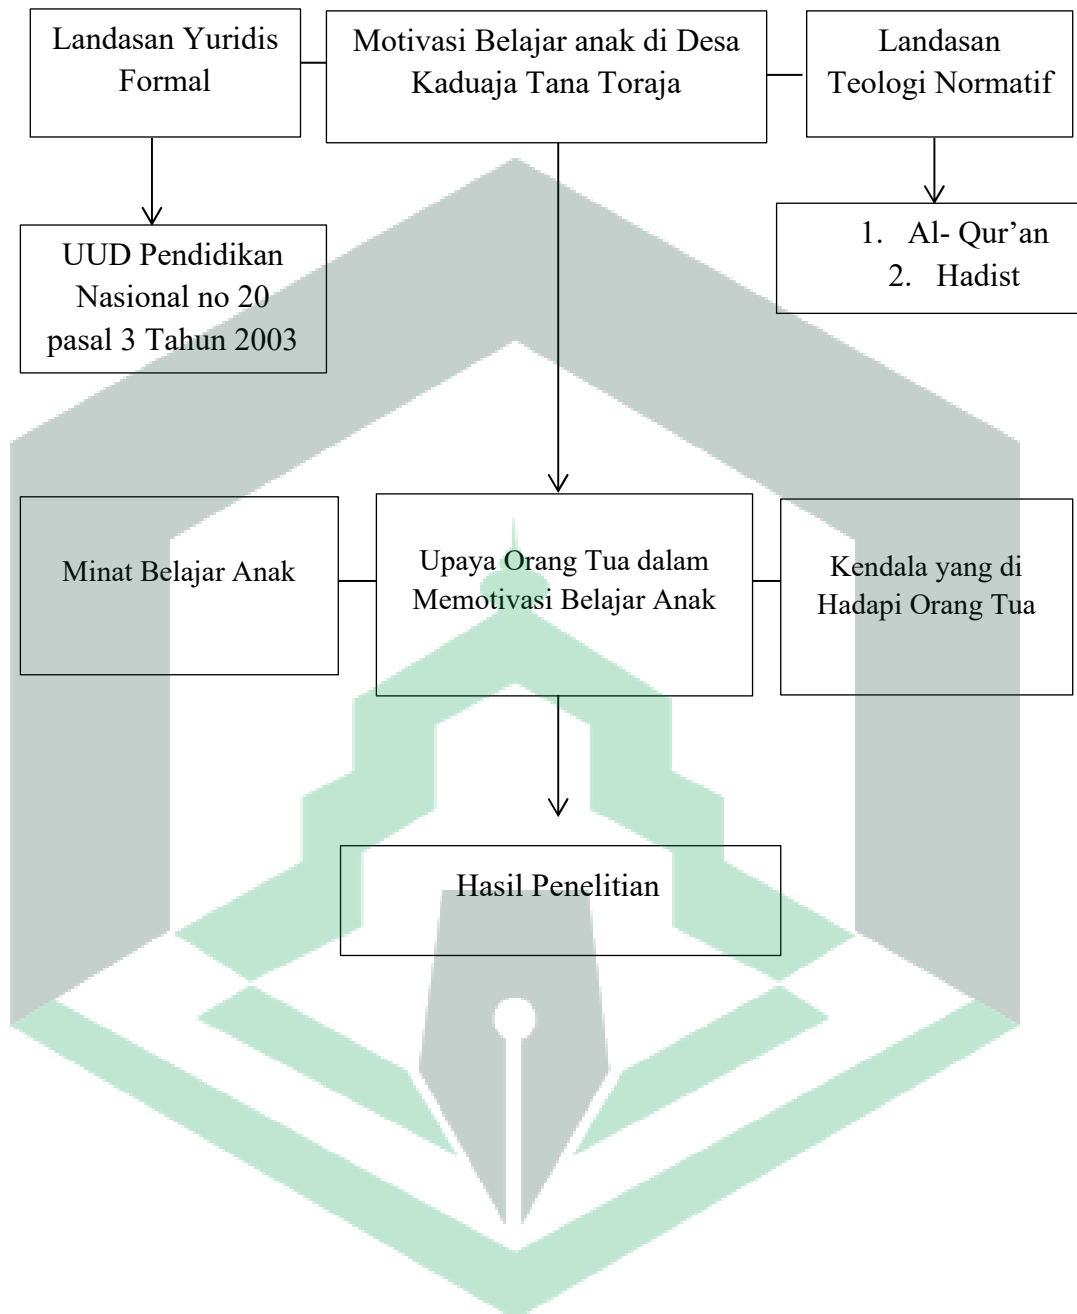 Landasan Yuridis
Formal
Motivasi Belajar anak di Desa
Kaduaja Tana Toraja
Landasan
Teologi Normatif
UUD Pendidikan
Nasional no 20
pasal 3 Tahun 2003
1. Al- Qur’an
2. Hadist
Minat Belajar Anak
Upaya Orang Tua dalam
Memotivasi Belajar Anak
Kendala yang di
Hadapi Orang Tua
Hasil Penelitian